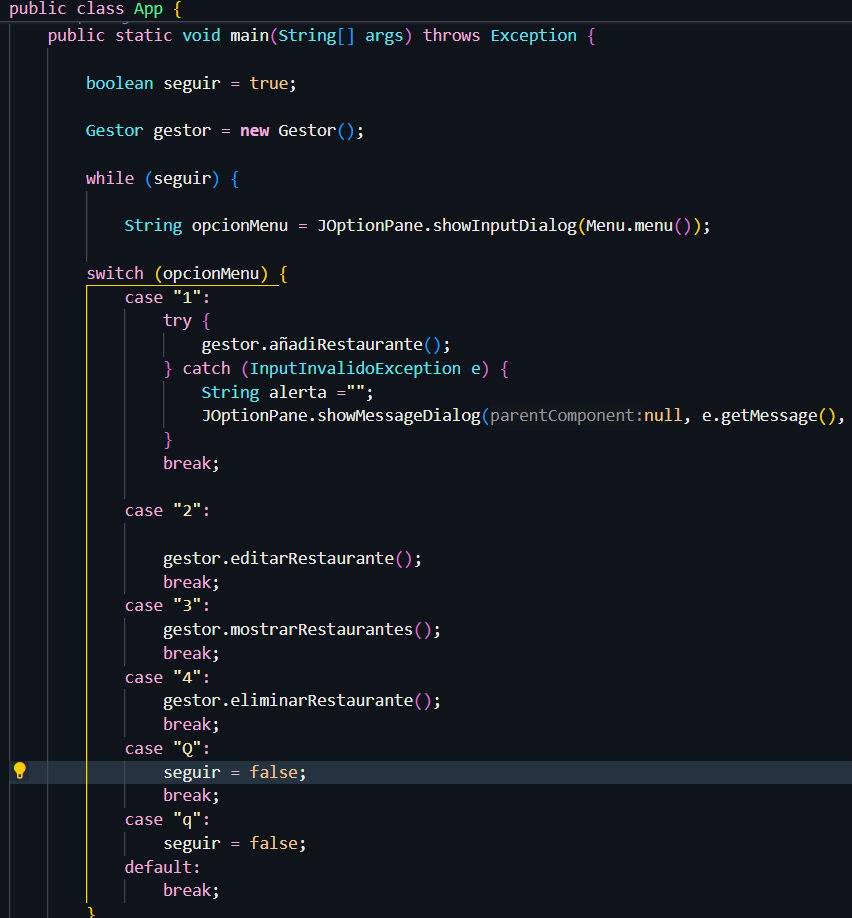 public class App {
public static void main(String[] args) throws Exception {
boolean seguir = true;
Gestor gestor = new Gestor();
while (seguir) {
String opcionMenu = JOptionPane.showInputDialog(Menu.menu());
switch (opcionMenu) {
case "1":
try {
gestor.añadiRestaurante();
} catch (InputInvalidoException e) {
String alerta ="";
JOptionPane.showMessageDialog(parentComponent:null, e.getMessage(),
}
break;
case "2":
gestor.editarRestaurante();
break;
case "3":
gestor.mostrarRestaurantes();
break;
case "4":
gestor.eliminarRestaurante();
break;
case "Q":
seguir = false;
break;
case "q":
seguir = false;
default:
break;
}